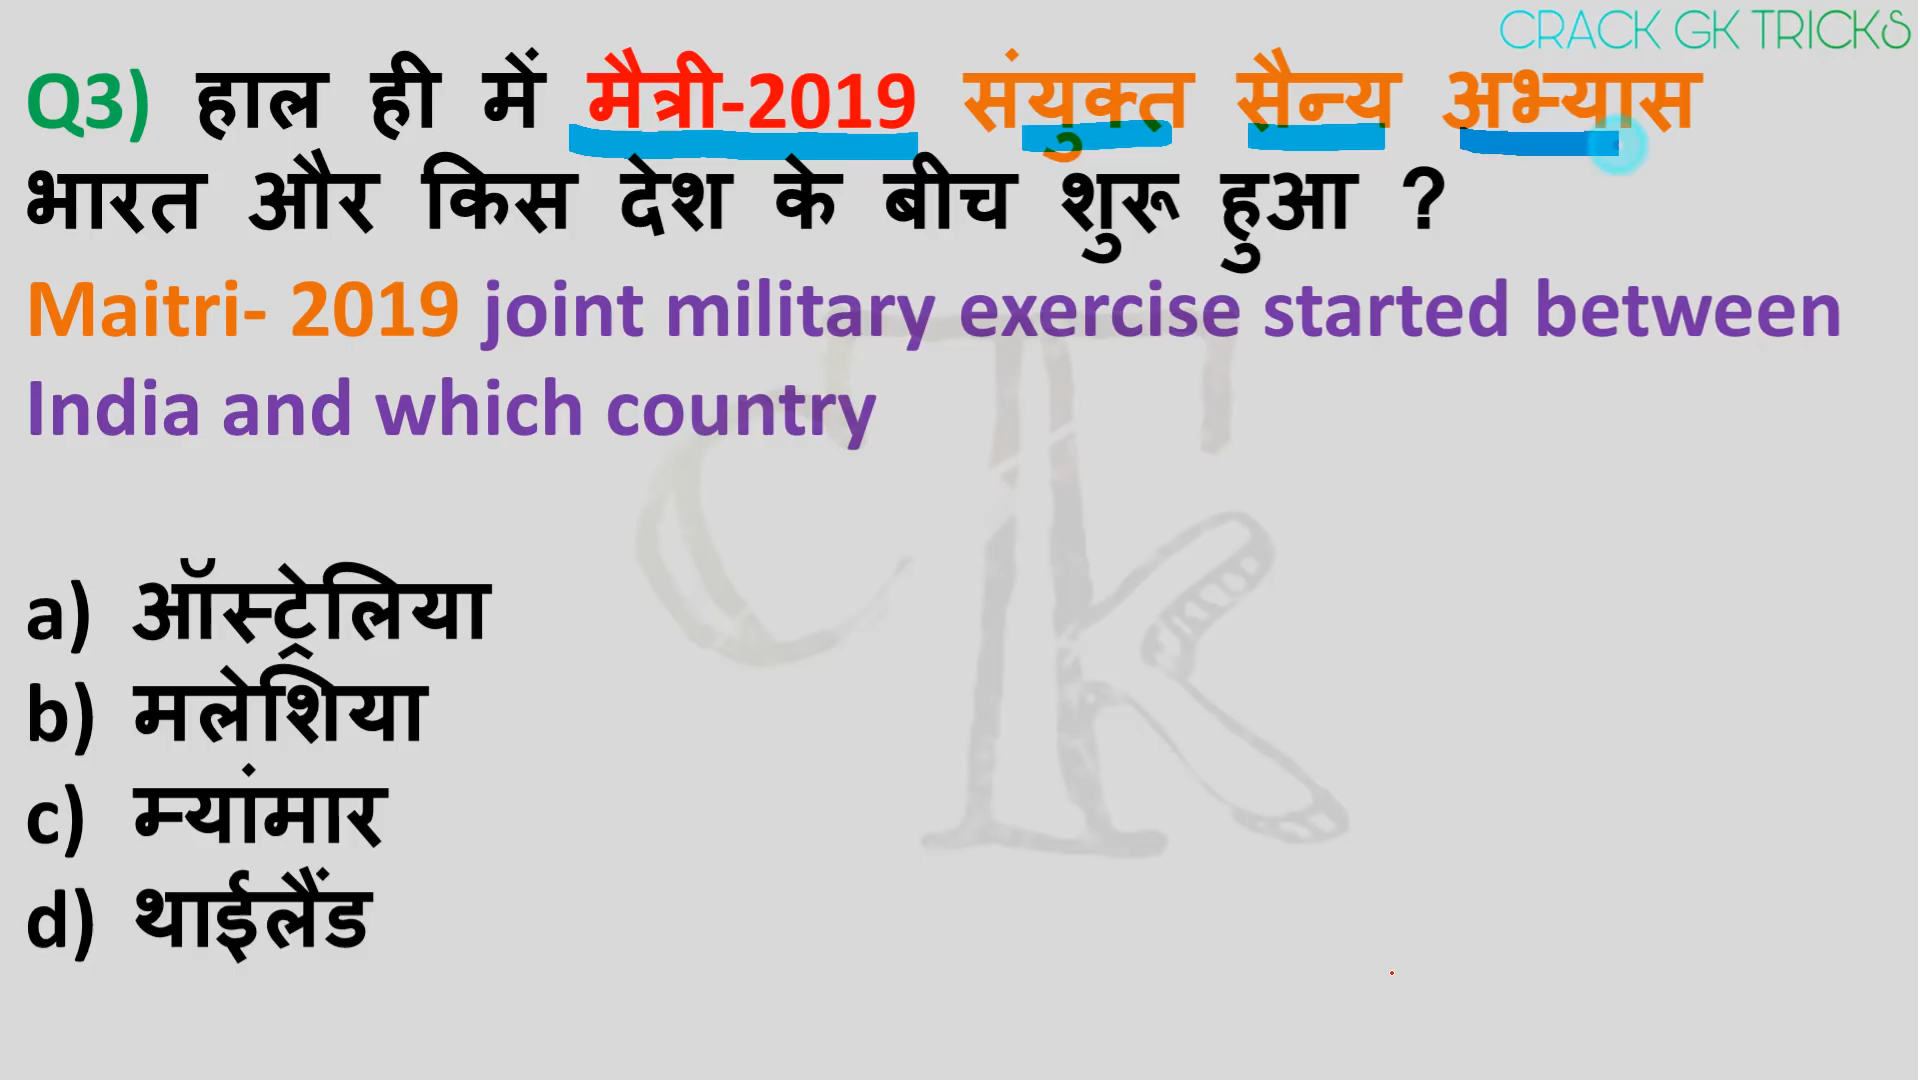 CRACK GK TRICKS
Q3) हाल ही में मैत्री-2019 संयुक्त सैन्य अभ्यास
भारत और किस देश के बीच शुरू हुआ ?
Maitri- 2019 joint military exercise started between
India and which country
a) ऑस्ट्रेलिया
b) मलेशिया
c) म्यांमार
d) थाईलैंड